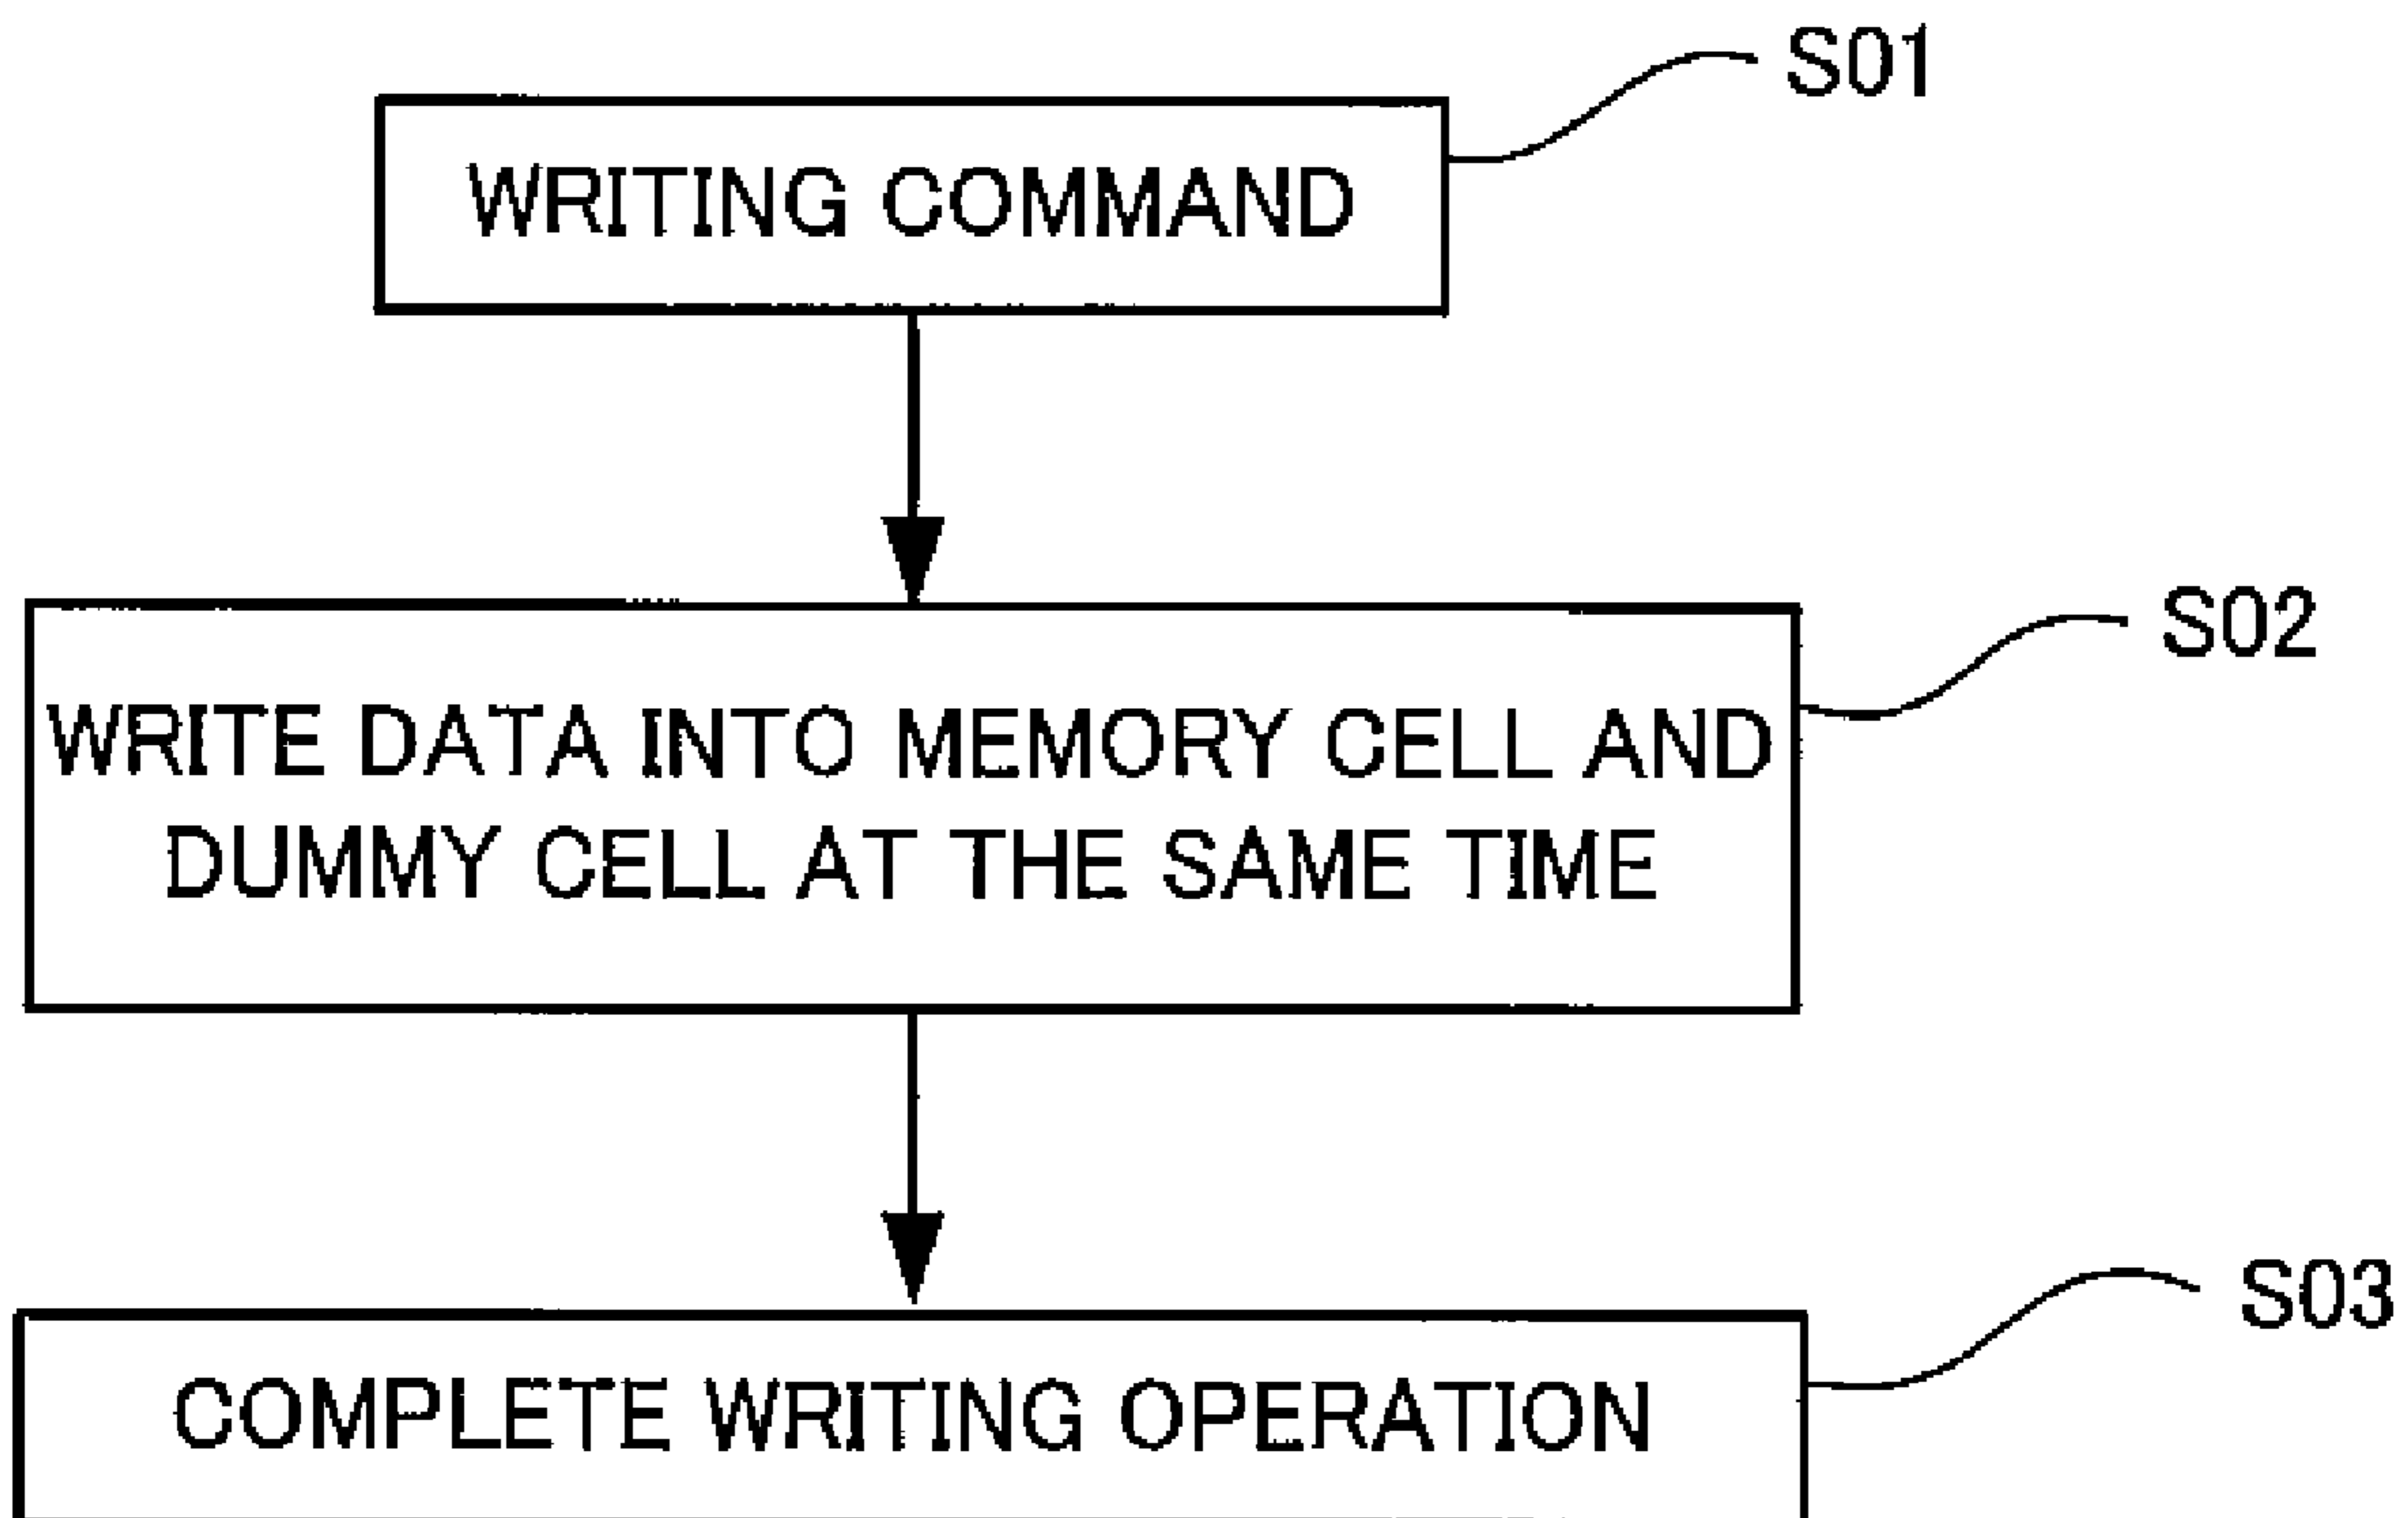 S01
WRITING COMMAND
S02
WRITE DATA INTO MEMORY CELL AND
DUMMY CELL AT THE SAME TIME
S03
COMPLETE WRITING OPERATION